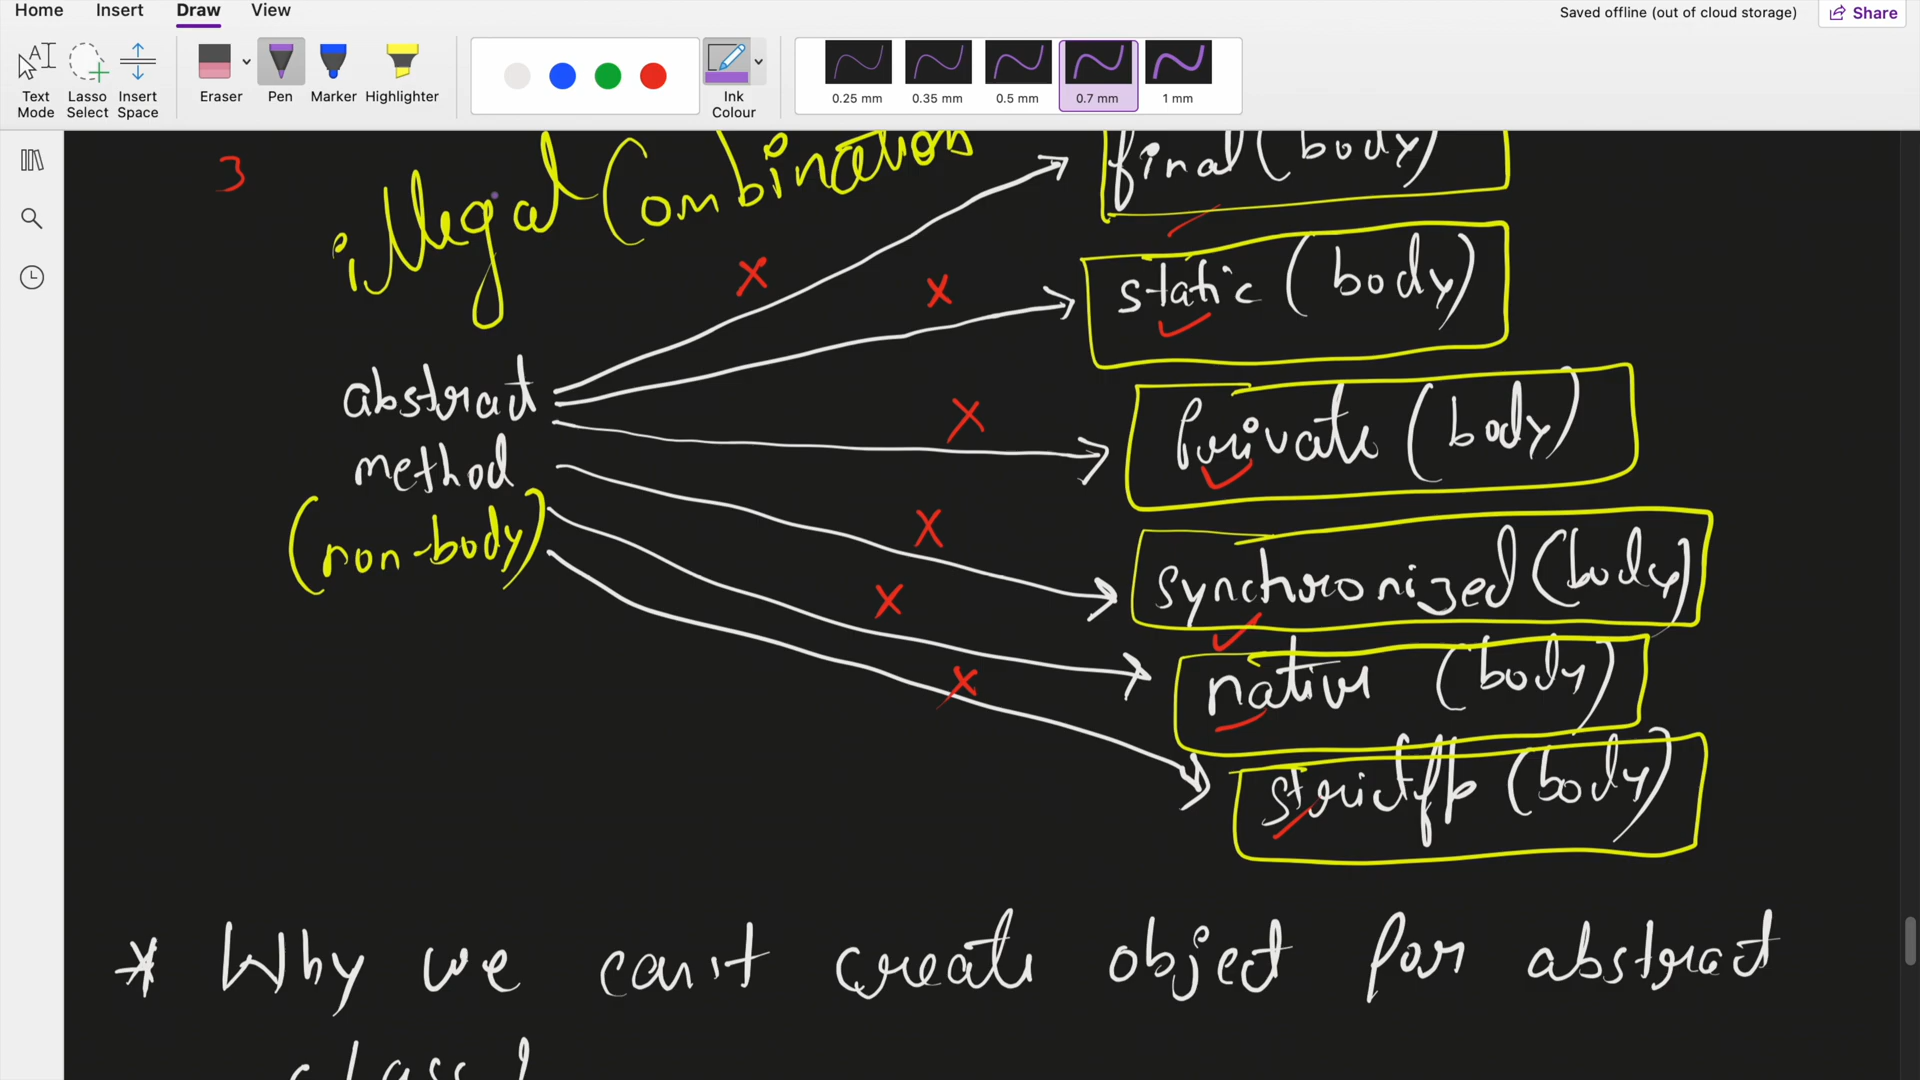 Home Insert Draw View
Saved offline (out of cloud storage) Share
Text Mode
Lasso Select
Insert Space
Eraser
Pen
Marker
Highlighter
Ink Colour
0.25 mm
0.35 mm
0.5 mm
0.7 mm
1 mm
3
illegal Combination
final (body)
static (body)
abstract
method
(non-body)
Private (body)
synchronized (body)
native (body)
strictfp (body)
* Why we can't create object for abstract
class?